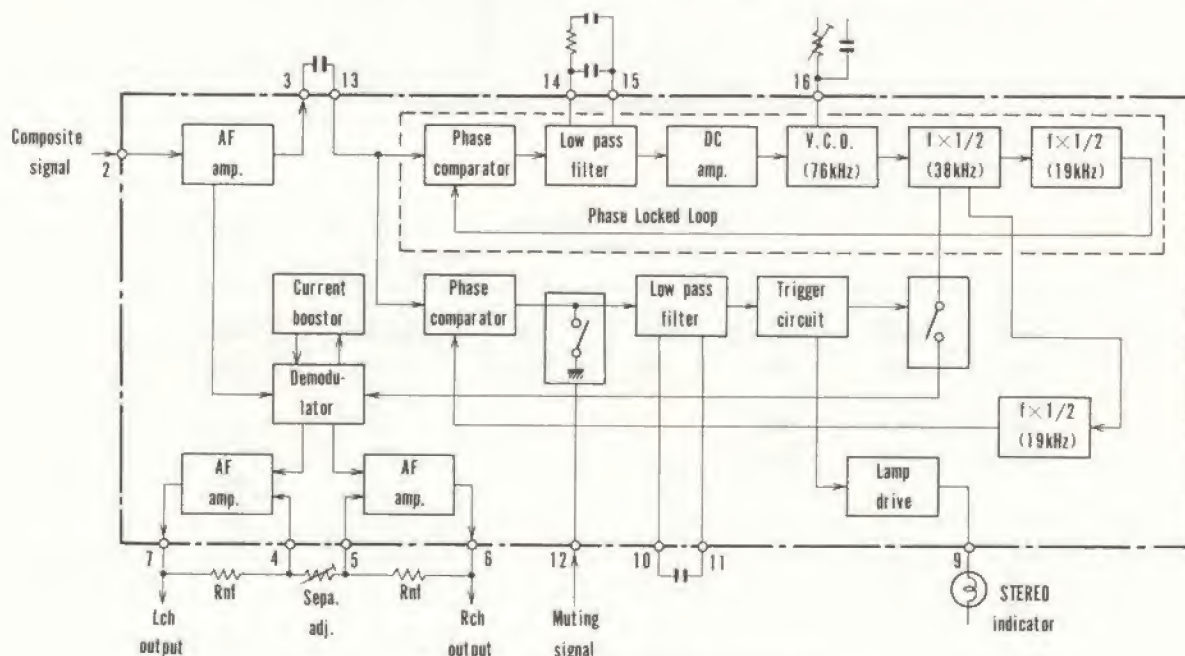 3
13
14
15
16
Composite
signal
2
AF
amp.
Phase
comparator
Low pass
filter
DC
amp.
V.C.O.
(76kHz)
f×1/2
(38kHz)
f×1/2
(19kHz)
Phase Locked Loop
Current
boostor
Phase
comparator
Low pass
filter
Trigger
circuit
Demodu-
lator
f×1/2
(19kHz)
AF
amp.
AF
amp.
Lamp
drive
7
4
5
6
12
10
11
9
Rnf
Sepa.
adj.
Rnf
Lch
output
Rch
output
Muting
signal
STEREO
indicator